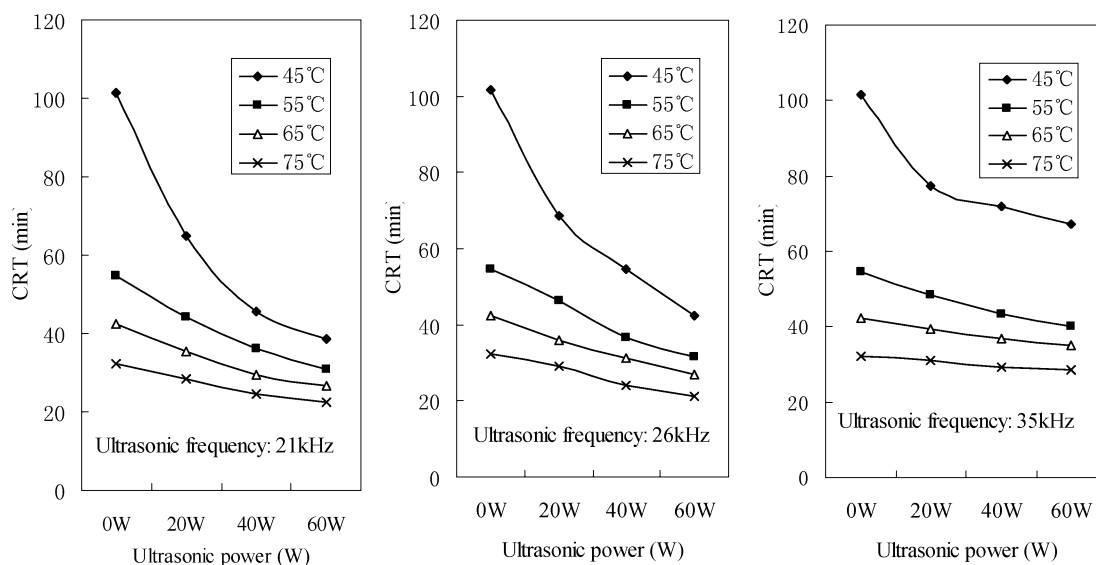 120
100
80
60
40
20
0
CRT (min)
45℃
55℃
65℃
75℃
Ultrasonic frequency: 21kHz
0W 20W 40W 60W
Ultrasonic power (W)
120
100
80
60
40
20
0
CRT (min)
45℃
55℃
65℃
75℃
Ultrasonic frequency: 26kHz
0W 20W 40W 60W
Ultrasonic power (W)
120
100
80
60
40
20
0
CRT (min)
45℃
55℃
65℃
75℃
Ultrasonic frequency: 35kHz
0W 20W 40W 60W
Ultrasonic power (W)